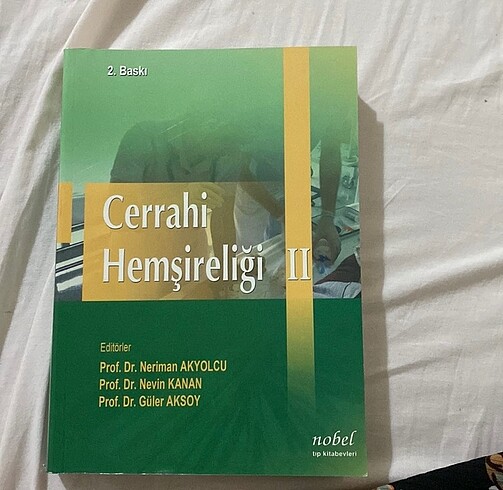 2. Baskı
Cerrahi
Hemşireliği II
Editörler
Prof. Dr. Neriman AKYOLCU
Prof. Dr. Nevin KANAN
Prof. Dr. Güler AKSOY
nobel
tıp kitabevleri